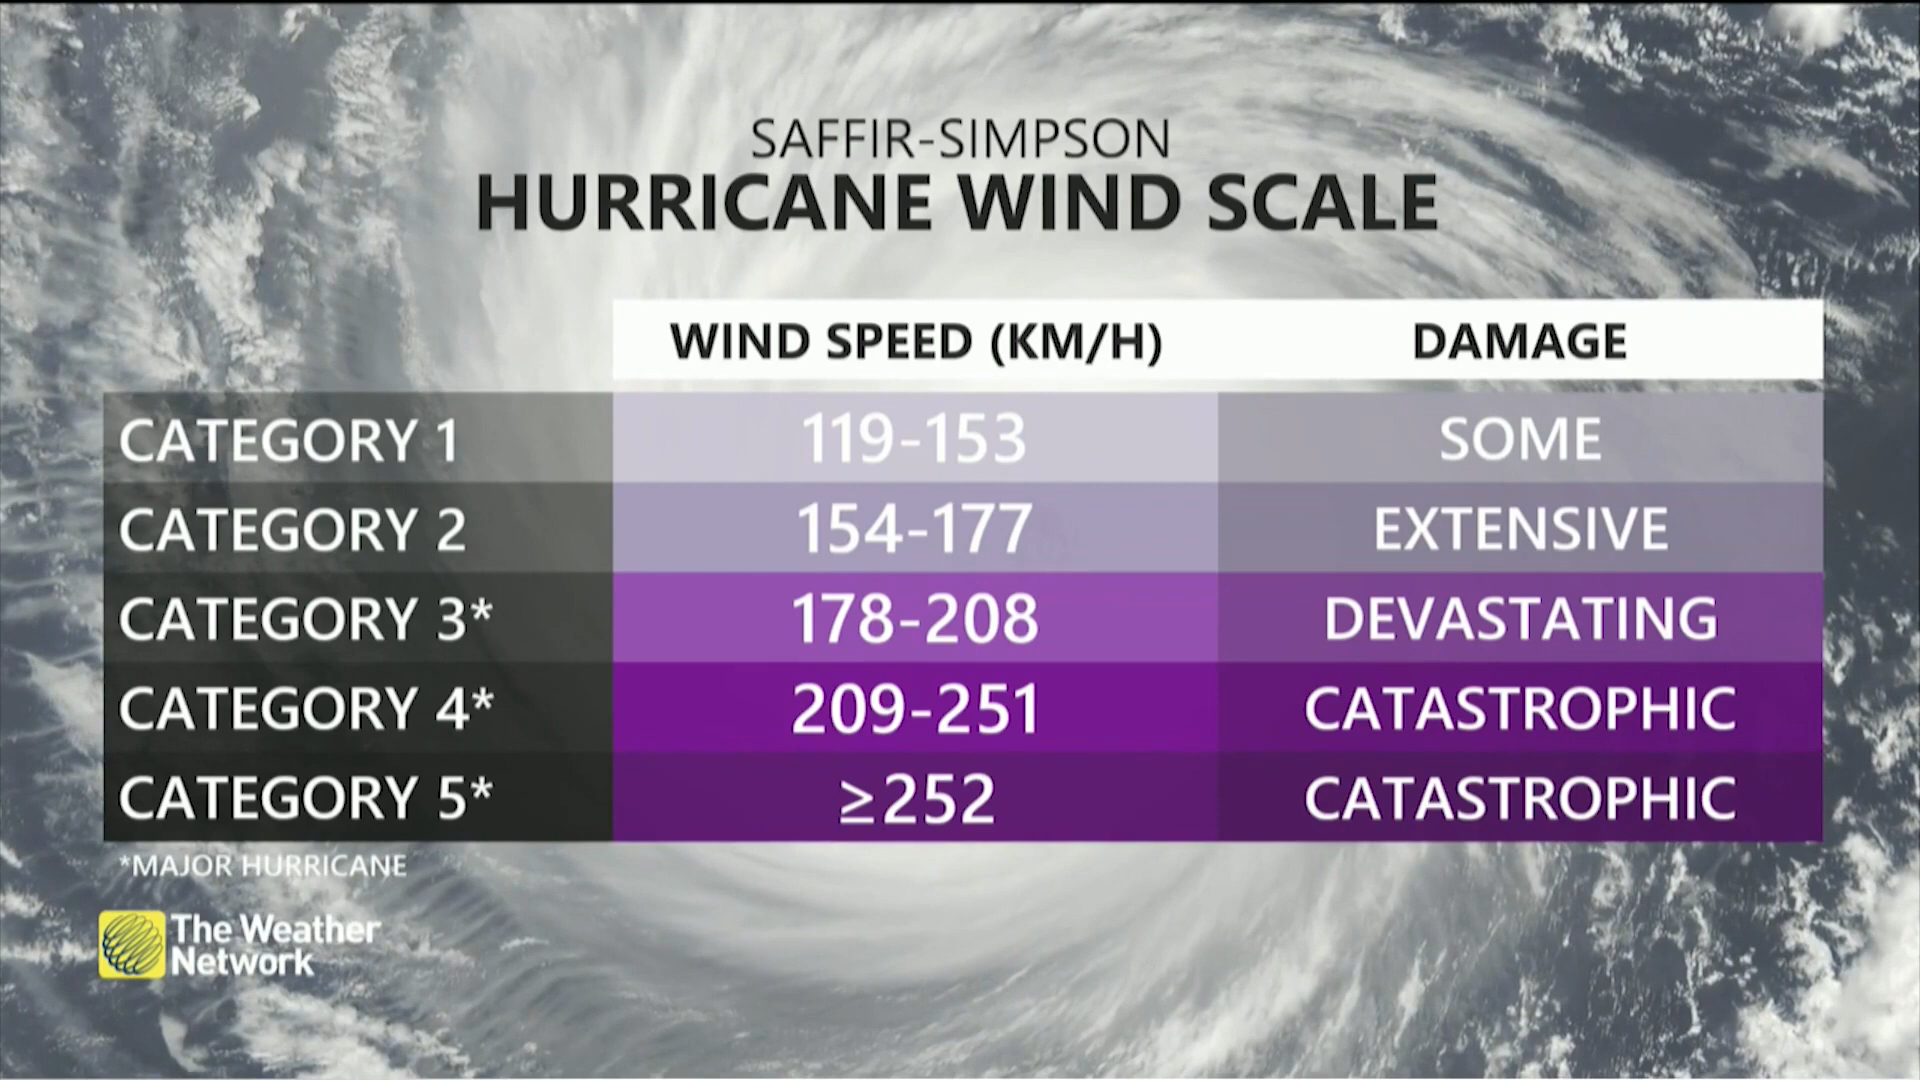 SAFFIR-SIMPSON
HURRICANE WIND SCALE
WIND SPEED (KM/H) DAMAGE
CATEGORY 1 119-153 SOME
CATEGORY 2 154-177 EXTENSIVE
CATEGORY 3* 178-208 DEVASTATING
CATEGORY 4* 209-251 CATASTROPHIC
CATEGORY 5* ≥252 CATASTROPHIC
*MAJOR HURRICANE
The Weather
Network